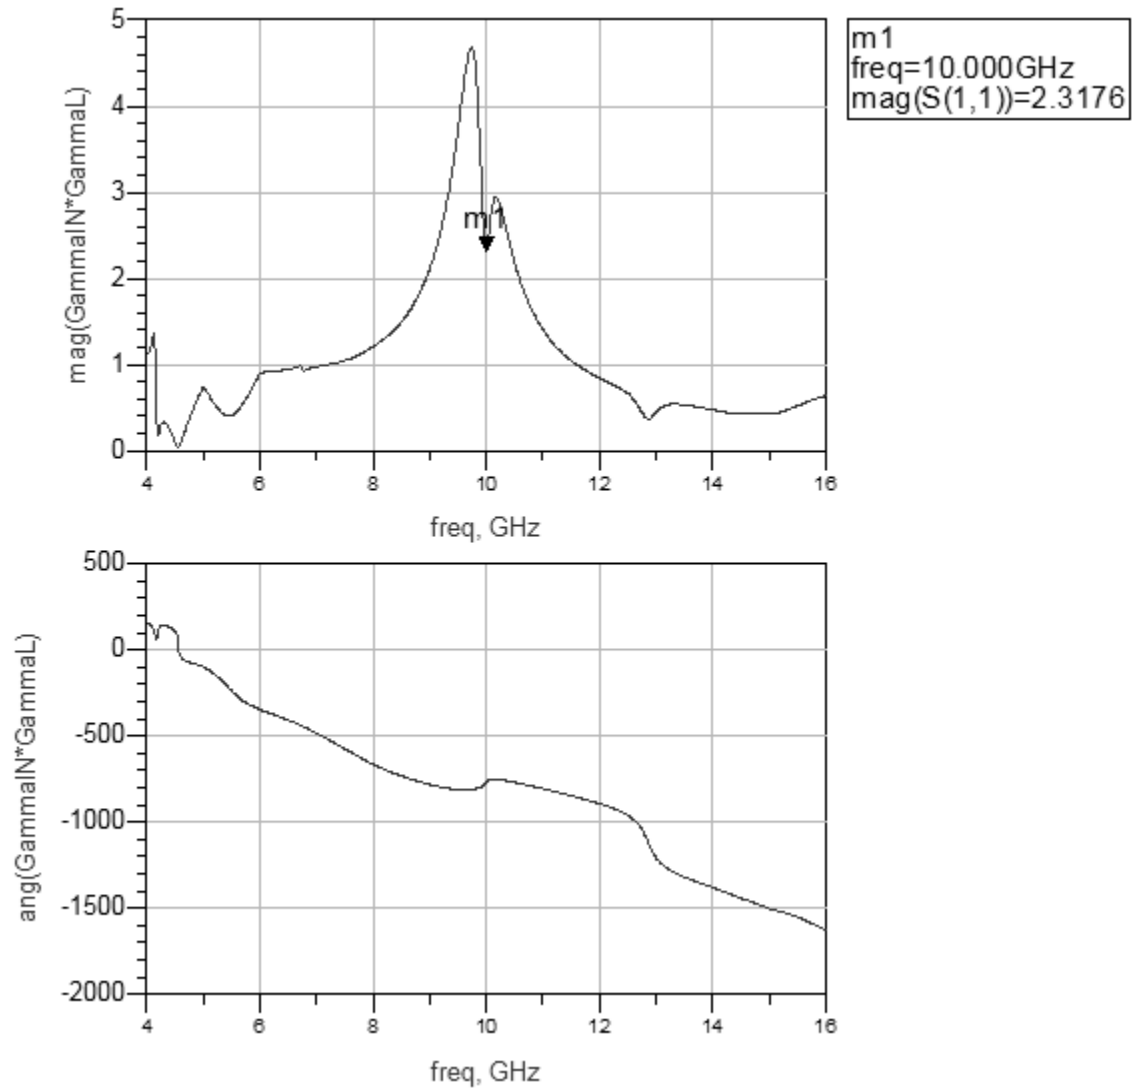 m1
freq=10.000GHz
mag(S(1,1))=2.3176
mag(GammaIN*GammaL)
5
4
3
2
1
0
m1
4 6 8 10 12 14 16
freq, GHz
ang(GammaIN*GammaL)
500
0
-500
-1000
-1500
-2000
4 6 8 10 12 14 16
freq, GHz